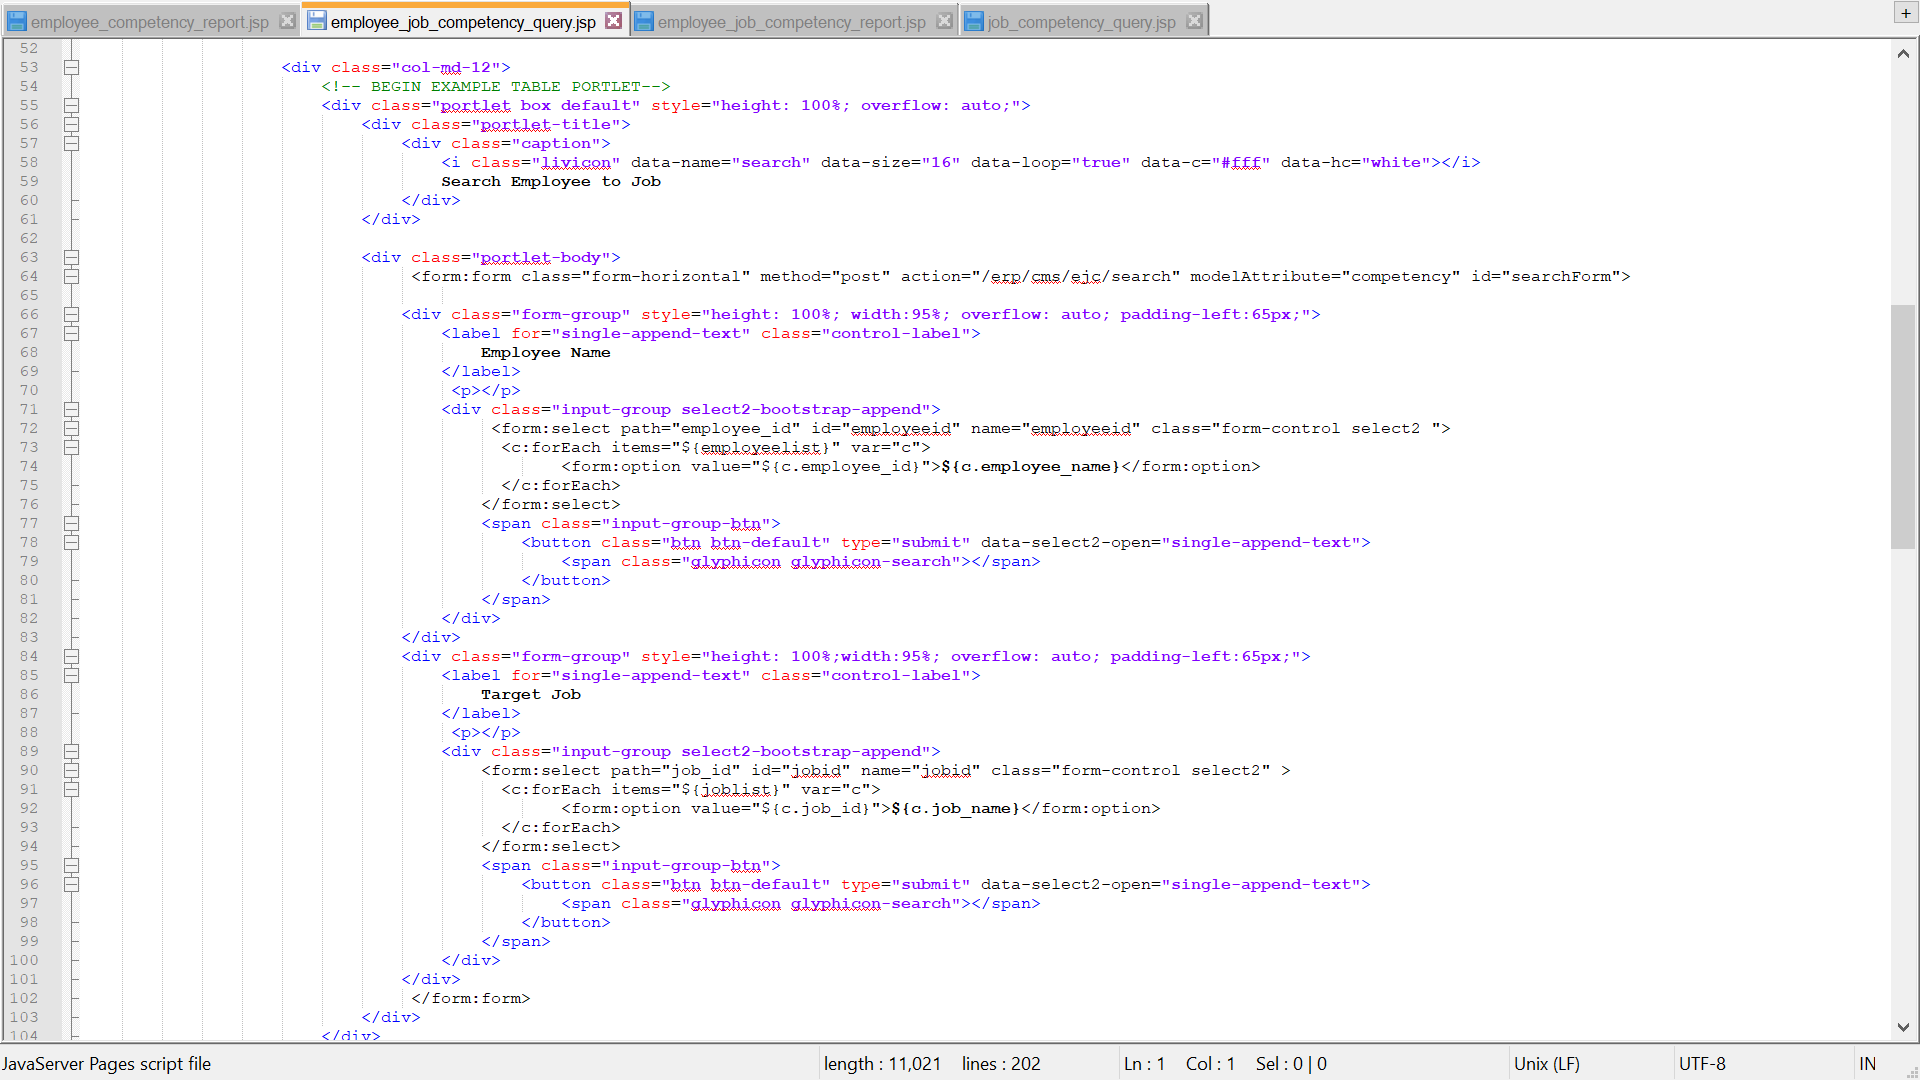 employee_competency_report.jsp employee_job_competency_query.jsp employee_job_competency_report.jsp job_competency_query.jsp +
52
53 <div class="col-md-12">
54 <!-- BEGIN EXAMPLE TABLE PORTLET-->
55 <div class="portlet box default" style="height: 100%; overflow: auto;">
56 <div class="portlet-title">
57 <div class="caption">
58 <i class="livicon" data-name="search" data-size="16" data-loop="true" data-c="#fff" data-hc="white"></i>
59 Search Employee to Job
60 </div>
61 </div>
62
63 <div class="portlet-body">
64 <form:form class="form-horizontal" method="post" action="/erp/cms/ejc/search" modelAttribute="competency" id="searchForm">
65
66 <div class="form-group" style="height: 100%; width:95%; overflow: auto; padding-left:65px;">
67 <label for="single-append-text" class="control-label">
68 Employee Name
69 </label>
70 <p></p>
71 <div class="input-group select2-bootstrap-append">
72 <form:select path="employee_id" id="employeeid" name="employeeid" class="form-control select2 ">
73 <c:forEach items="${employeelist}" var="c">
74 <form:option value="${c.employee_id}">${c.employee_name}</form:option>
75 </c:forEach>
76 </form:select>
77 <span class="input-group-btn">
78 <button class="btn btn-default" type="submit" data-select2-open="single-append-text">
79 <span class="glyphicon glyphicon-search"></span>
80 </button>
81 </span>
82 </div>
83 </div>
84 <div class="form-group" style="height: 100%;width:95%; overflow: auto; padding-left:65px;">
85 <label for="single-append-text" class="control-label">
86 Target Job
87 </label>
88 <p></p>
89 <div class="input-group select2-bootstrap-append">
90 <form:select path="job_id" id="jobid" name="jobid" class="form-control select2" >
91 <c:forEach items="${joblist}" var="c">
92 <form:option value="${c.job_id}">${c.job_name}</form:option>
93 </c:forEach>
94 </form:select>
95 <span class="input-group-btn">
96 <button class="btn btn-default" type="submit" data-select2-open="single-append-text">
97 <span class="glyphicon glyphicon-search"></span>
98 </button>
99 </span>
100 </div>
101 </div>
102 </form:form>
103 </div>
104 </div>
JavaServer Pages script file length : 11,021 lines : 202 Ln : 1 Col : 1 Sel : 0 | 0 Unix (LF) UTF-8 IN